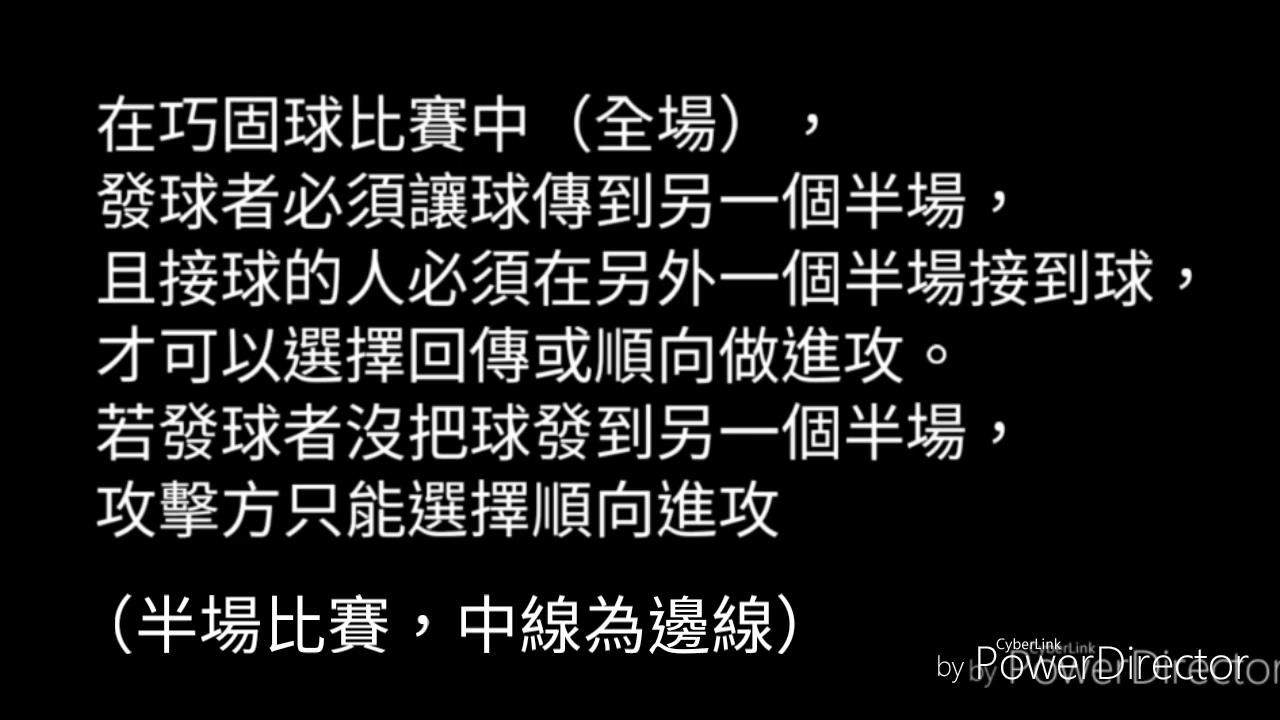 在巧固球比賽中（全場），
發球者必須讓球傳到另一個半場，
且接球的人必須在另外一個半場接到球，
才可以選擇回傳或順向做進攻。
若發球者沒把球發到另一個半場，
攻擊方只能選擇順向進攻
（半場比賽，中線為邊線）
CyberLink
by PowerDirector
CyberLink
by PowerDirector